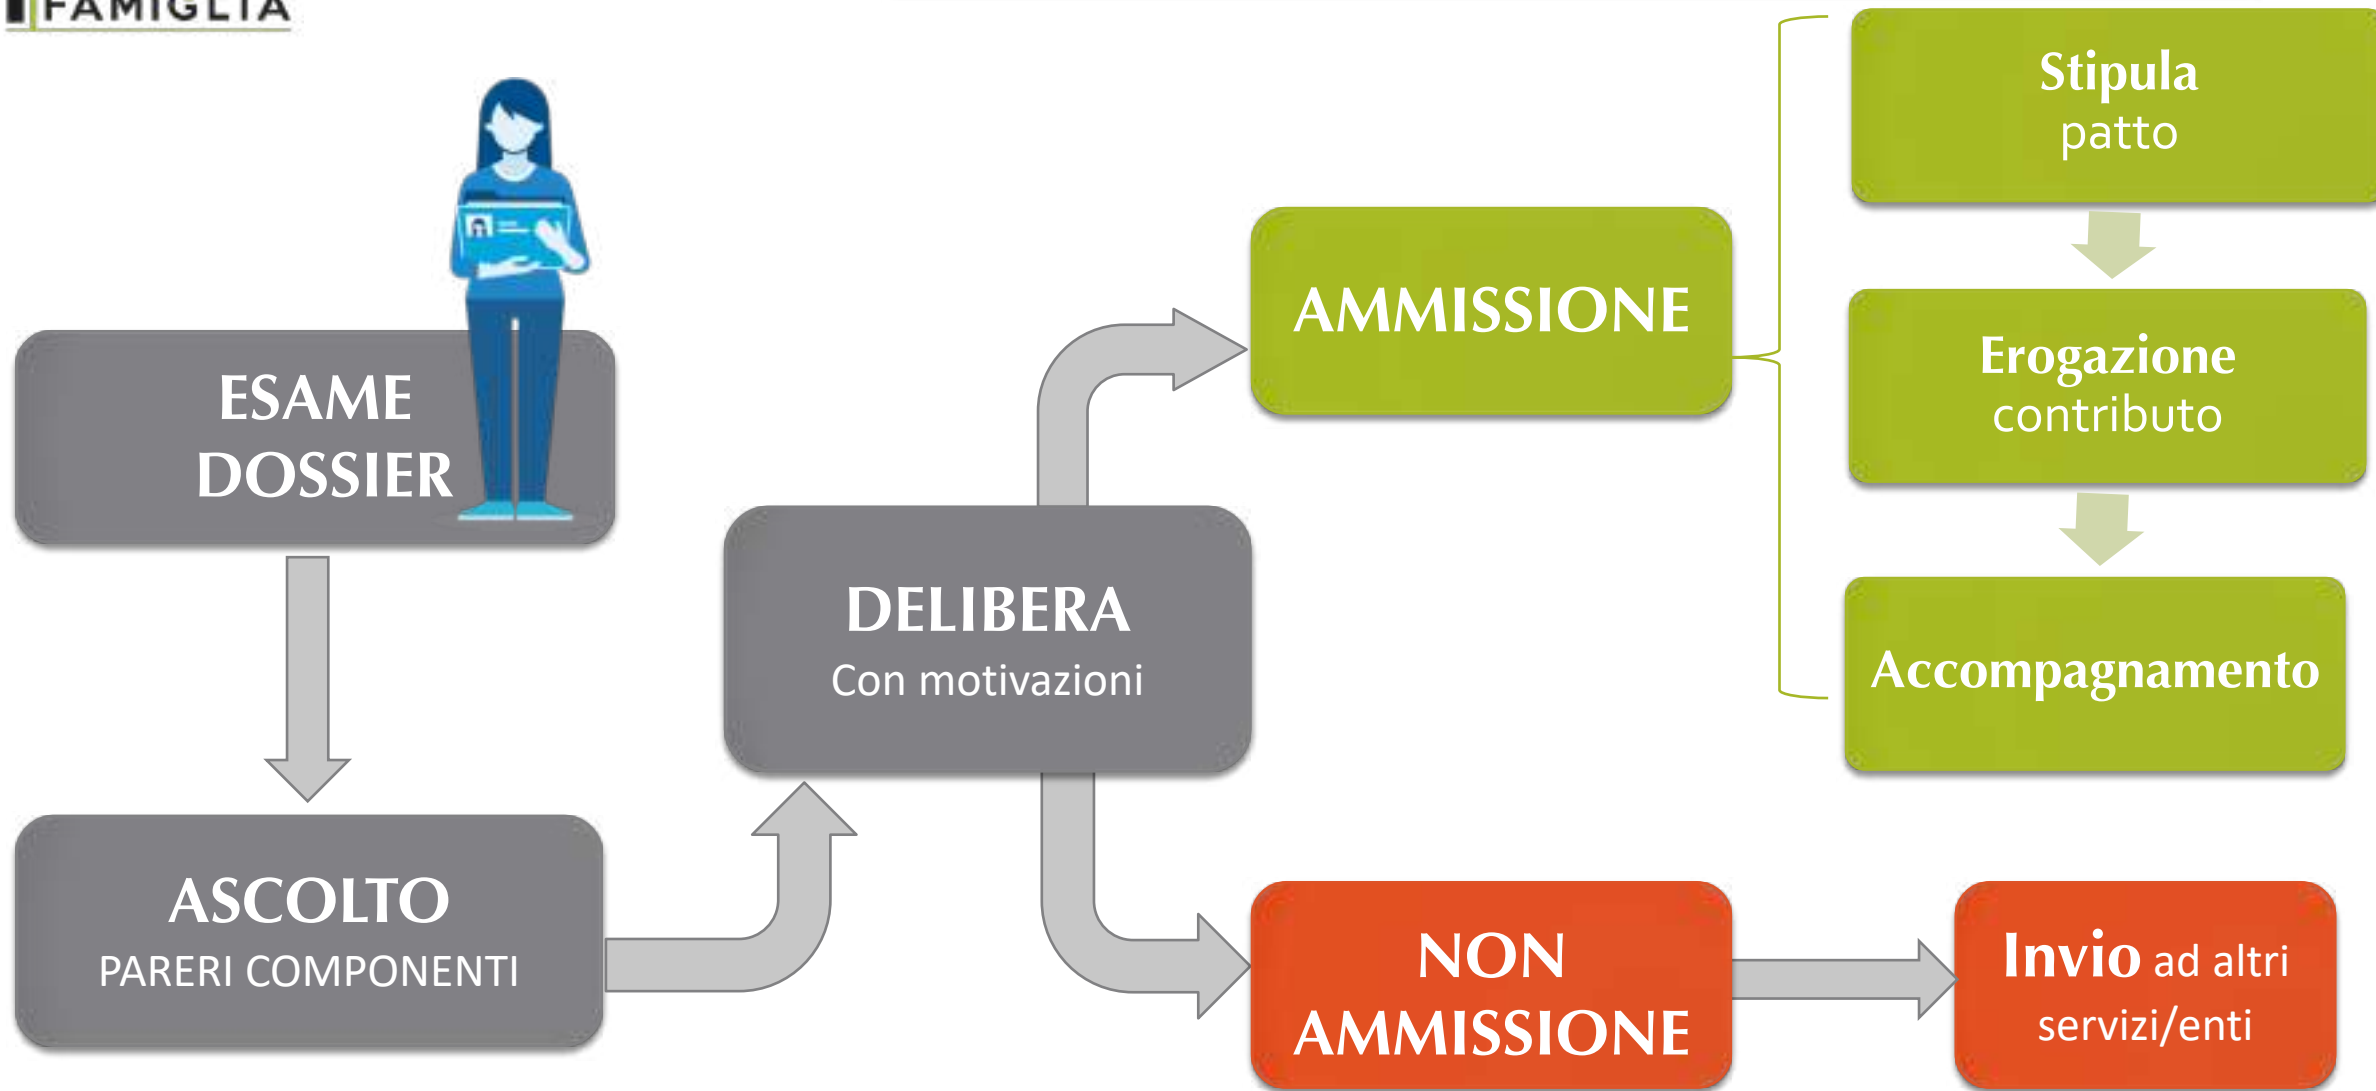 FAMIGLIA
ESAME
DOSSIER
ASCOLTO
PARERI COMPONENTI
DELIBERA
Con motivazioni
AMMISSIONE
Stipula
patto
Erogazione
contributo
Accompagnamento
NON
AMMISSIONE
Invio ad altri
servizi/enti